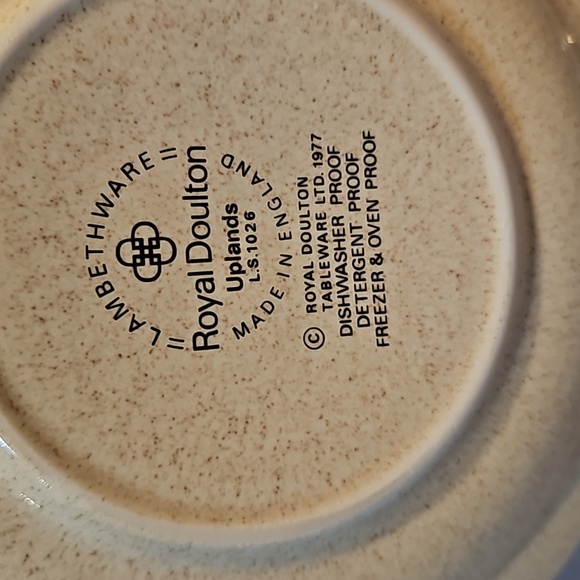 =LAMBETHWARE=
Royal Doulton
Uplands
L.S.1026
MADE IN ENGLAND
© ROYAL DOULTON
TABLEWARE LTD. 1977
DISHWASHER PROOF
DETERGENT PROOF
FREEZER & OVEN PROOF